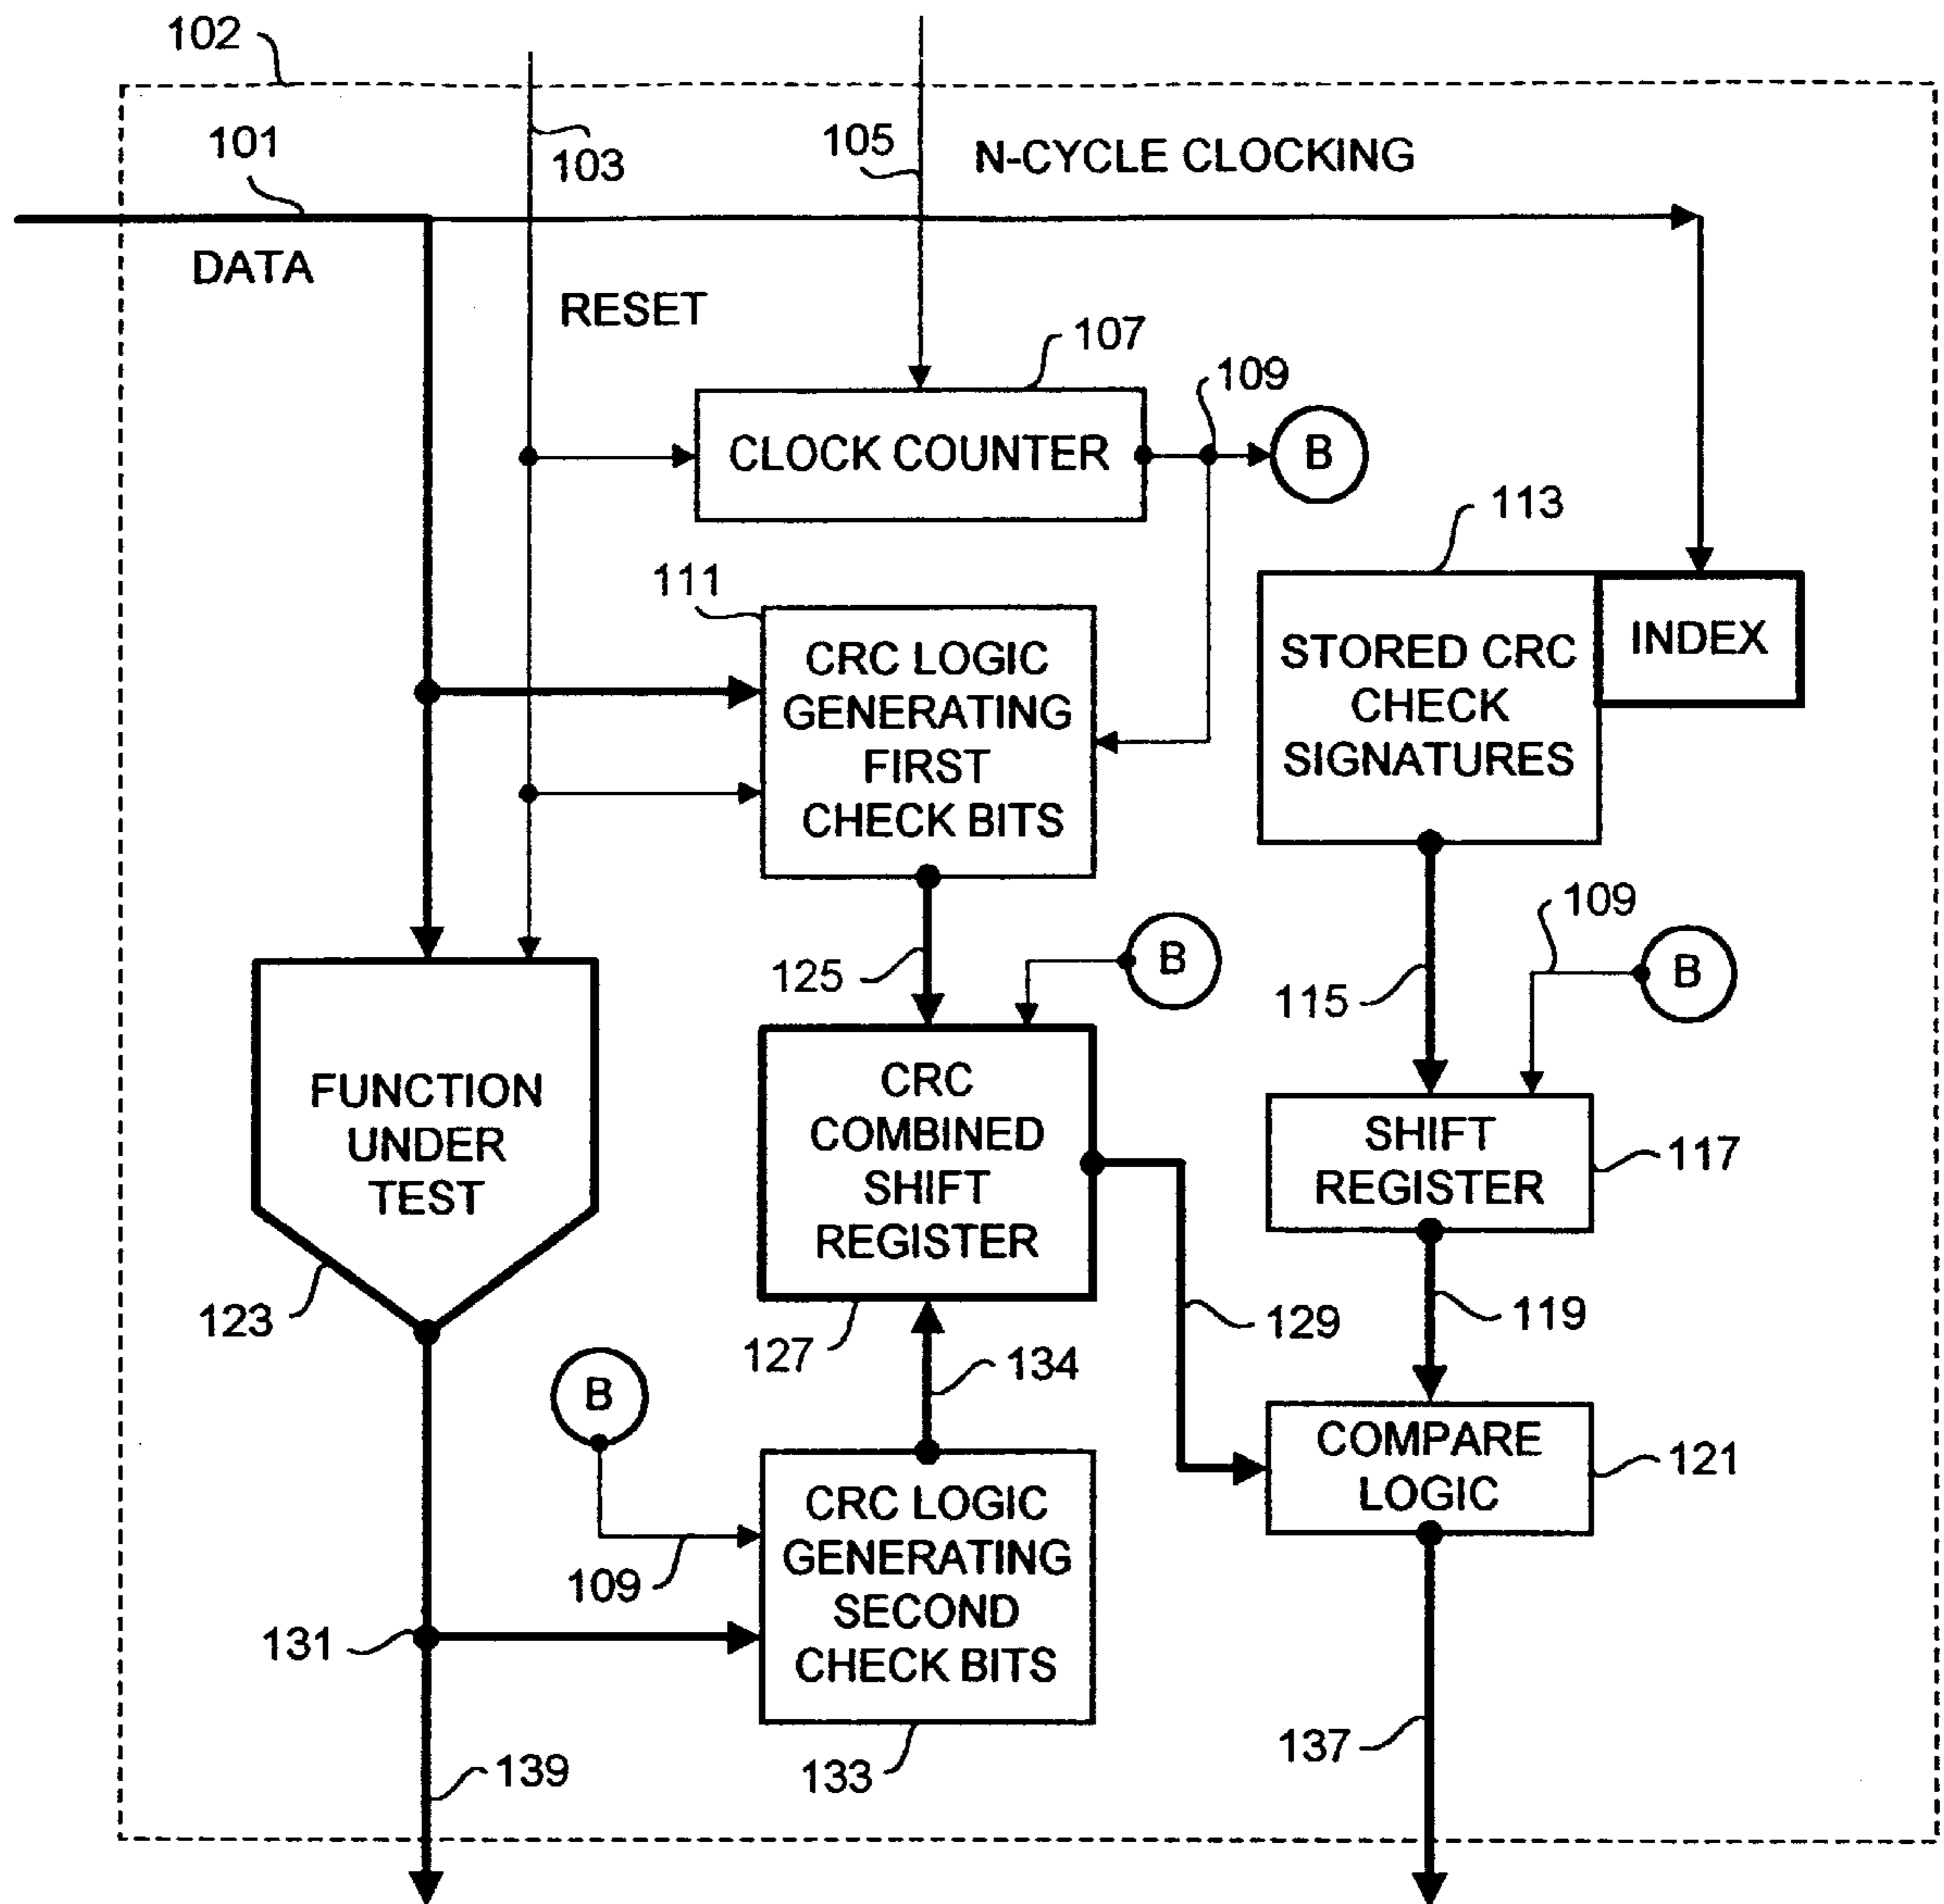 102
101
103
105
N-CYCLE CLOCKING
DATA
RESET
107
109
CLOCK COUNTER
B
113
111
CRC LOGIC
GENERATING
FIRST
CHECK BITS
STORED CRC
CHECK
SIGNATURES
INDEX
125
B
115
109
B
FUNCTION
UNDER
TEST
CRC
COMBINED
SHIFT
REGISTER
SHIFT
REGISTER
117
123
127
134
129
119
B
109
CRC LOGIC
GENERATING
SECOND
CHECK BITS
COMPARE
LOGIC
121
131
139
133
137